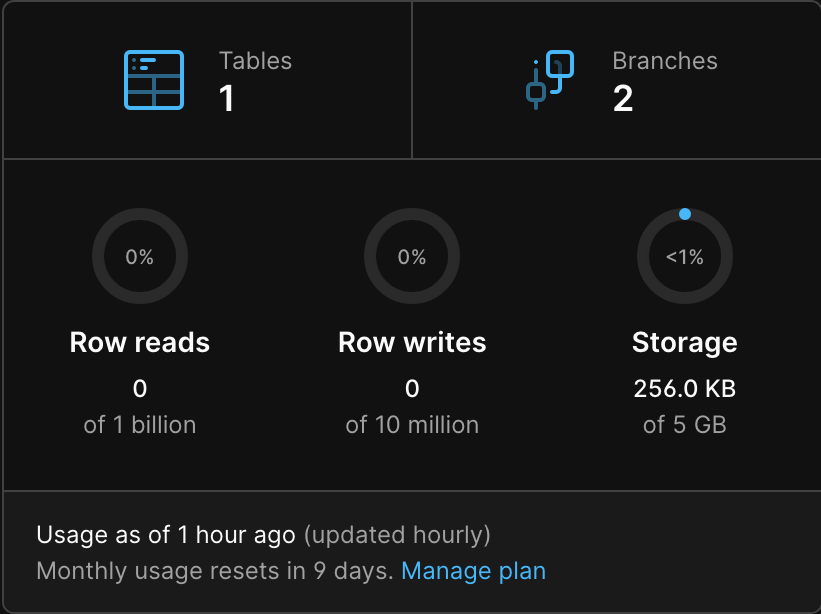 Tables
1
Branches
2
0%
0%
<1%
Row reads
0
of 1 billion
Row writes
0
of 10 million
Storage
256.0 KB
of 5 GB
Usage as of 1 hour ago (updated hourly)
Monthly usage resets in 9 days. Manage plan